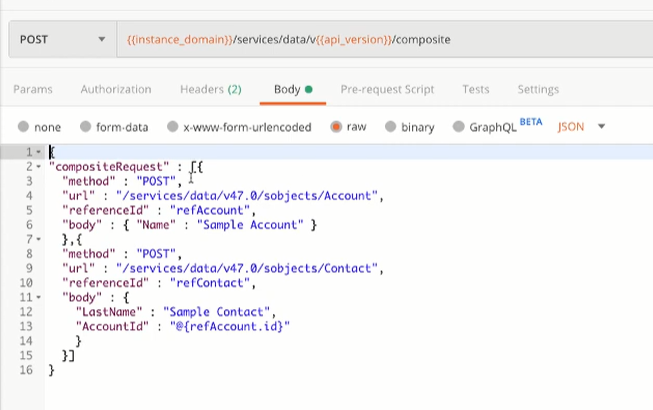 POST {{instance_domain}}/services/data/v{{api_version}}/composite
Params Authorization Headers (2) Body Pre-request Script Tests Settings
none form-data x-www-form-urlencoded raw binary GraphQL BETA JSON
1 {
2 "compositeRequest" : [{
3 "method" : "POST",
4 "url" : "/services/data/v47.0/sobjects/Account",
5 "referenceId" : "refAccount",
6 "body" : { "Name" : "Sample Account" }
7 },{
8 "method" : "POST",
9 "url" : "/services/data/v47.0/sobjects/Contact",
10 "referenceId" : "refContact",
11 "body" : {
12 "LastName" : "Sample Contact",
13 "AccountId" : "@{refAccount.id}"
14 }
15 }]
16 }